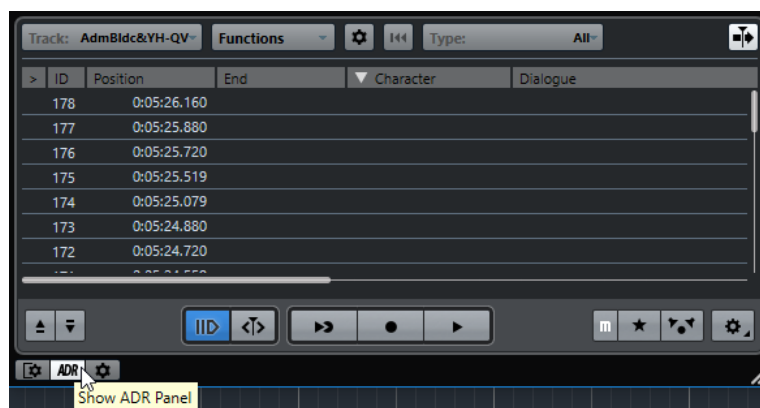 Track: AdmBldc&YH-QV Functions Type: All
> ID Position End Character Dialogue
178 0:05:26.160
177 0:05:25.880
176 0:05:25.720
175 0:05:25.519
174 0:05:25.079
173 0:05:24.880
172 0:05:24.720
m
ADR
Show ADR Panel